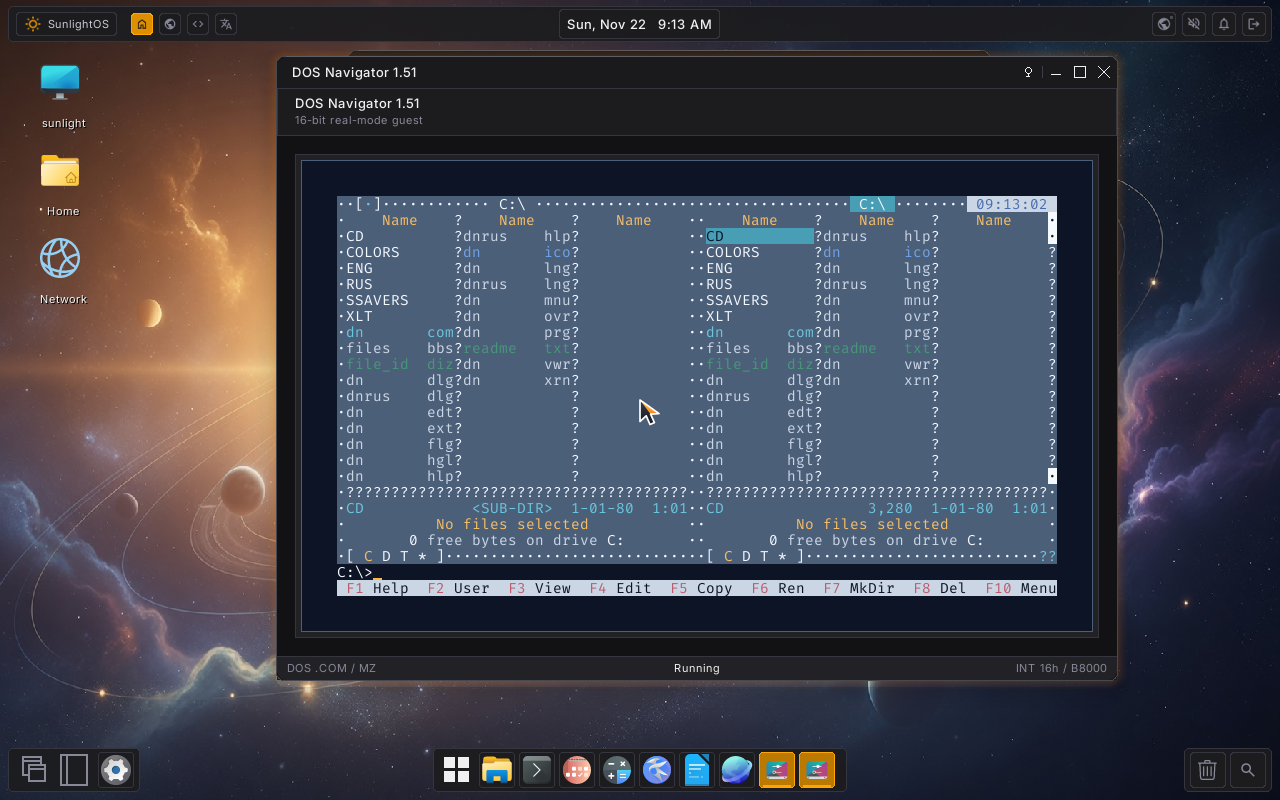 SunlightOS
Sun, Nov 22 9:13 AM
sunlight
Home
Network
DOS Navigator 1.51
DOS Navigator 1.51
16-bit real-mode guest
··[·]············ C:\ ··································· C:\ ········ 09:13:02
· Name ? Name ? Name ·· Name ? Name ? Name ·
·CD ?dnrus hlp? ··CD ?dnrus hlp? ·
·COLORS ?dn ico? ··COLORS ?dn ico? ?
·ENG ?dn lng? ··ENG ?dn lng? ?
·RUS ?dnrus lng? ··RUS ?dnrus lng? ?
·SSAVERS ?dn mnu? ··SSAVERS ?dn mnu? ?
·XLT ?dn ovr? ··XLT ?dn ovr? ?
·dn com?dn prg? ··dn com?dn prg? ?
·files bbs?readme txt? ··files bbs?readme txt? ?
·file_id diz?dn vwr? ··file_id diz?dn vwr? ?
·dn dlg?dn xrn? ··dn dlg?dn xrn? ?
·dnrus dlg? ? ··dnrus dlg? ? ?
·dn edt? ? ··dn edt? ? ?
·dn ext? ? ··dn ext? ? ?
·dn flg? ? ··dn flg? ? ?
·dn hgl? ? ··dn hgl? ? ?
·dn hlp? ? ··dn hlp? ? ·
·??????????????????????????????????????··??????????????????????????????????????·
·CD <SUB-DIR> 1-01-80 1:01··CD 3,280 1-01-80 1:01·
· No files selected ·· No files selected ·
· 0 free bytes on drive C: ·· 0 free bytes on drive C: ·
·[ C D T * ]····························[ C D T * ]··························??
C:\>_
F1 Help F2 User F3 View F4 Edit F5 Copy F6 Ren F7 MkDir F8 Del F10 Menu
DOS .COM / MZ
Running
INT 16h / B8000